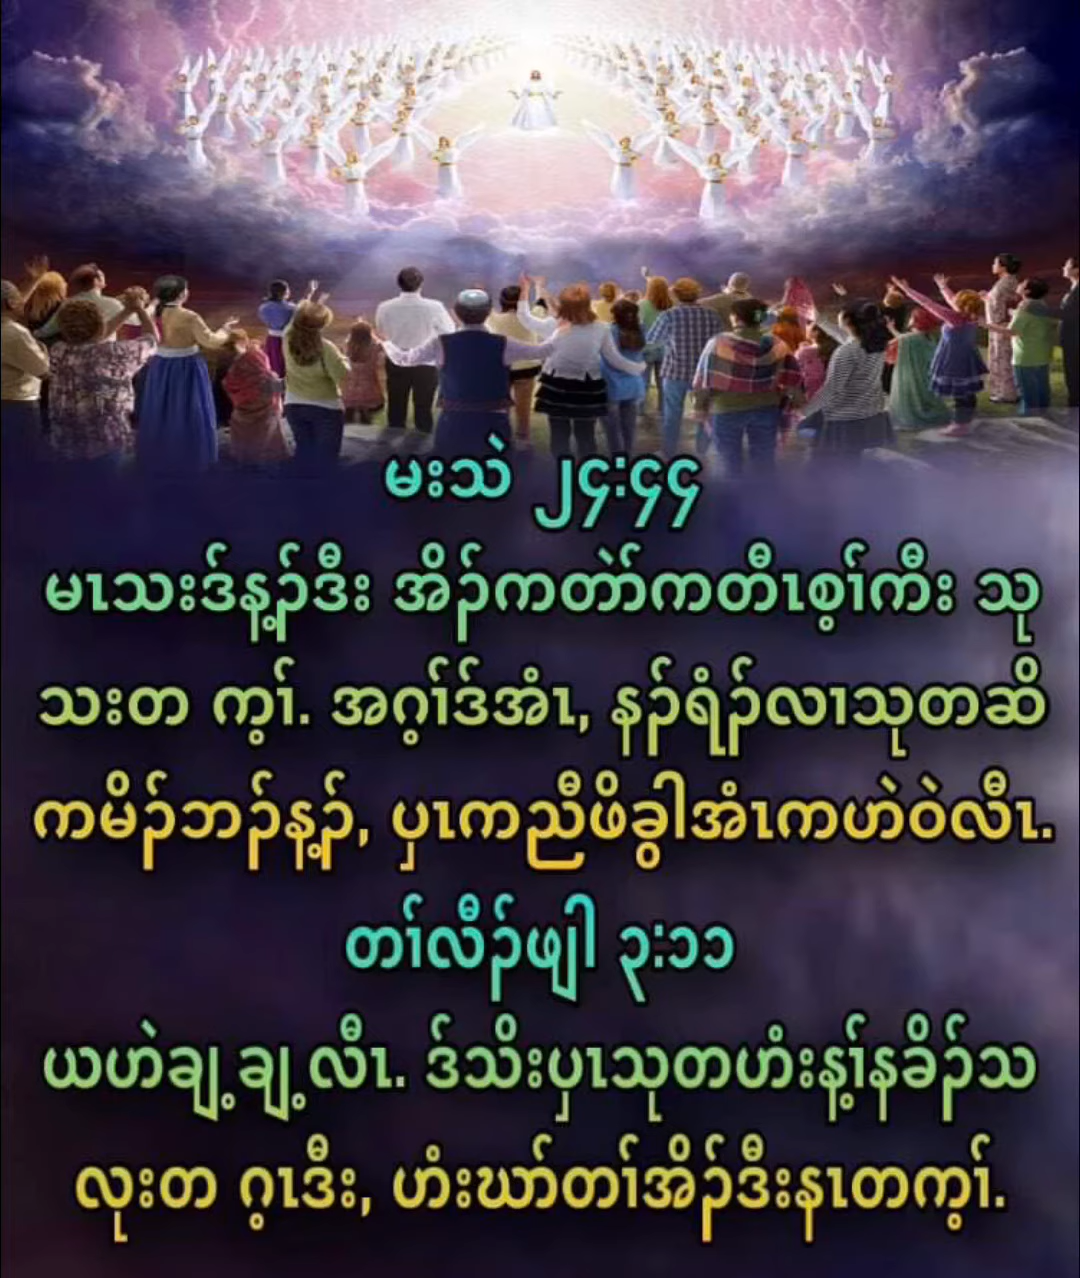 မးသဲ ၂၄:၄၄
မၤသးဒ်န့ၣ်ဒီး အိၣ်ကတဲာ်ကတီၤစ့ၢ်ကီး သု
သးတ က့ၢ်. အဂ့ၢ်ဒ်အံၤ, နၣ်ရံၣ်လၢသုတဆိ
ကမိၣ်ဘၣ်န့ၣ်, ပှၤကညီဖိခွါအံၤကဟဲဝဲလီၤ.
တၢ်လီၣ်ဖျါ ၃:၁၁
ယဟဲချ့ချ့လီၤ. ဒ်သိးပှၤသုတဟံးန့ၢ်နခိၣ်သ
လုးတ ဂ့ၤဒီး, ဟံးဃာ်တၢ်အိၣ်ဒီးနၤတက့ၢ်.